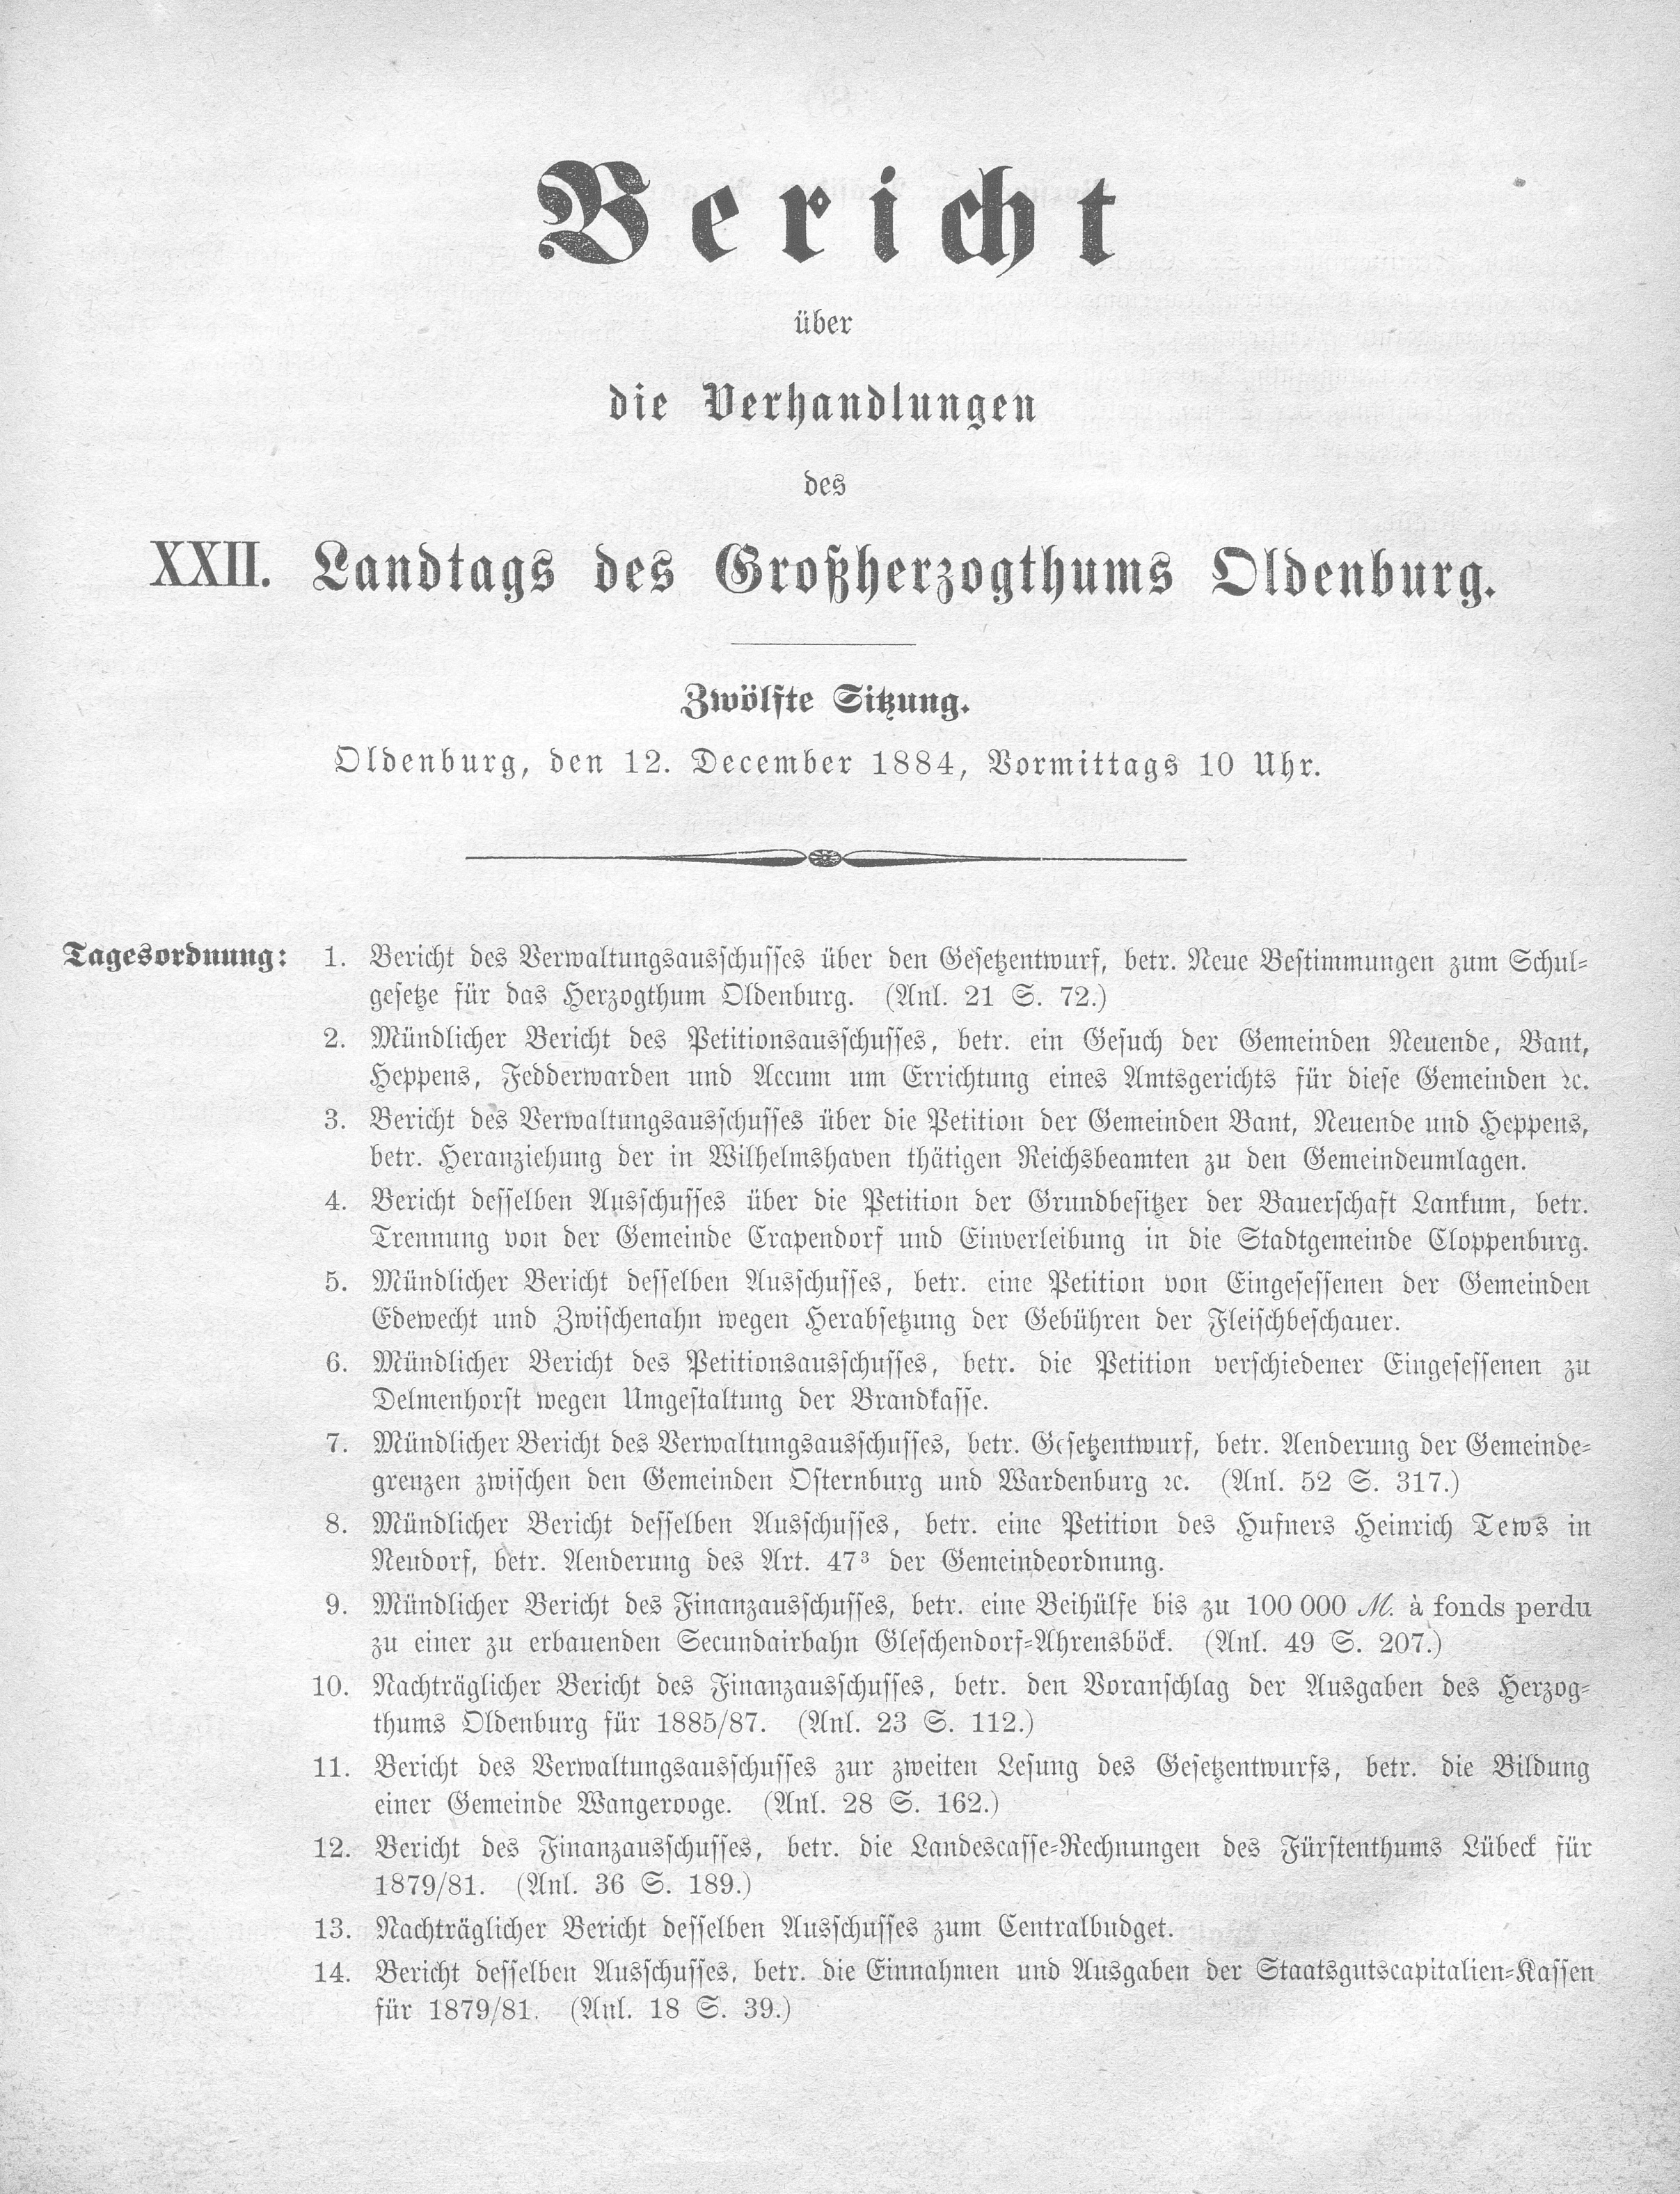 Bericht
über
die Verhandlungen
des
XXII. Landtags des Großherzogthums Oldenburg.
Zwölfte Sitzung.
Oldenburg, den 12. December 1884, Vormittags 10 Uhr.
Tagesordnung: 1. Bericht des Verwaltungsausschusses über den Gesetzentwurf, betr. Neue Bestimmungen zum Schul-
gesetze für das Herzogthum Oldenburg. (Anl. 21 S. 72.)
2. Mündlicher Bericht des Petitionsausschusses, betr. ein Gesuch der Gemeinden Neuende, Bant,
Heppens, Fedderwarden und Accum um Errichtung eines Amtsgerichts für diese Gemeinden ꝛc.
3. Bericht des Verwaltungsausschusses über die Petition der Gemeinden Bant, Neuende und Heppens,
betr. Heranziehung der in Wilhelmshaven thätigen Reichsbeamten zu den Gemeindeumlagen.
4. Bericht desselben Ausschusses über die Petition der Grundbesitzer der Bauerschaft Lankum, betr.
Trennung von der Gemeinde Crapendorf und Einverleibung in die Stadtgemeinde Cloppenburg.
5. Mündlicher Bericht desselben Ausschusses, betr. eine Petition von Eingesessenen der Gemeinden
Edewecht und Zwischenahn wegen Herabsetzung der Gebühren der Fleischbeschauer.
6. Mündlicher Bericht des Petitionsausschusses, betr. die Petition verschiedener Eingesessenen zu
Delmenhorst wegen Umgestaltung der Brandkasse.
7. Mündlicher Bericht des Verwaltungsausschusses, betr. Gesetzentwurf, betr. Aenderung der Gemeinde-
grenzen zwischen den Gemeinden Osternburg und Wardenburg ꝛc. (Anl. 52 S. 317.)
8. Mündlicher Bericht desselben Ausschusses, betr. eine Petition des Hufners Heinrich Tews in
Neudorf, betr. Aenderung des Art. 47³ der Gemeindeordnung.
9. Mündlicher Bericht des Finanzausschusses, betr. eine Beihülfe bis zu 100 000 M. à fonds perdu
zu einer zu erbauenden Secundairbahn Gleschendorf-Ahrensböck. (Anl. 49 S. 207.)
10. Nachträglicher Bericht des Finanzausschusses, betr. den Voranschlag der Ausgaben des Herzog-
thums Oldenburg für 1885/87. (Anl. 23 S. 112.)
11. Bericht des Verwaltungsausschusses zur zweiten Lesung des Gesetzentwurfs, betr. die Bildung
einer Gemeinde Wangerooge. (Anl. 28 S. 162.)
12. Bericht des Finanzausschusses, betr. die Landescasse-Rechnungen des Fürstenthums Lübeck für
1879/81. (Anl. 36 S. 189.)
13. Nachträglicher Bericht desselben Ausschusses zum Centralbudget.
14. Bericht desselben Ausschusses, betr. die Einnahmen und Ausgaben der Staatsgutscapitalien-Kassen
für 1879/81. (Anl. 18 S. 39.)